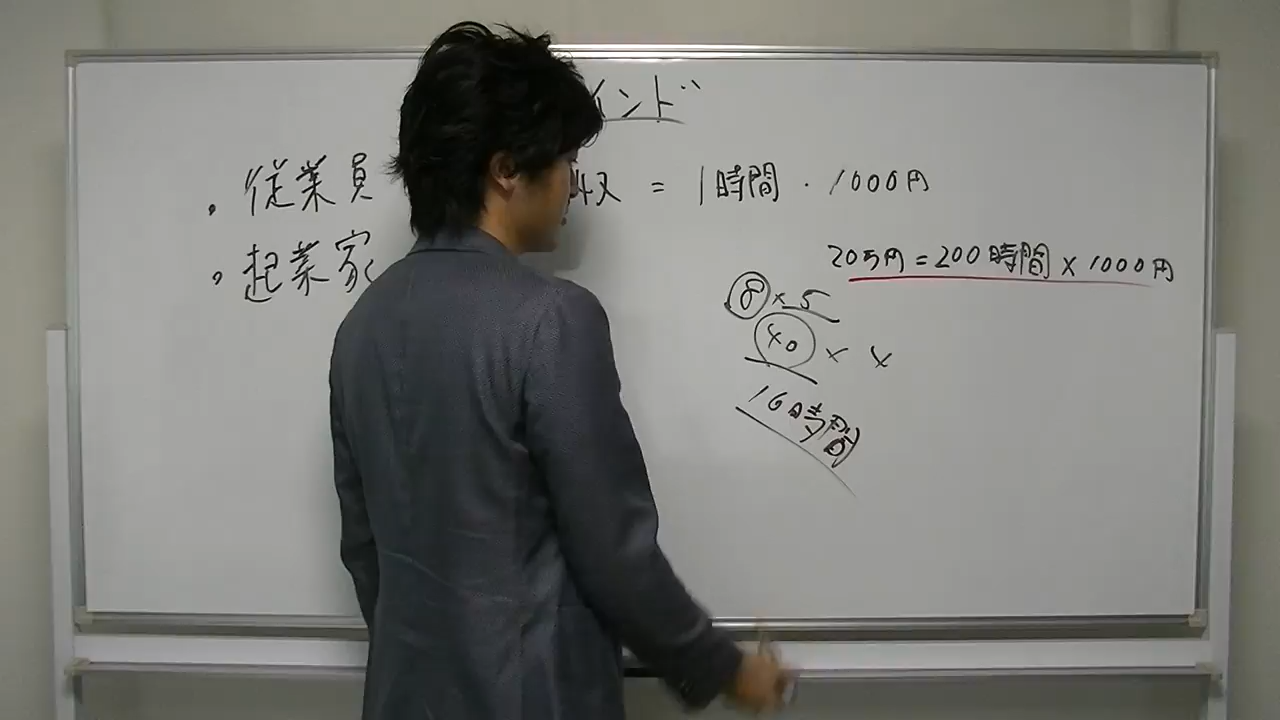 インド
・従業員 収 = 1時間・1000円
・起業家
20万円=200時間×1000円
8×5
40×4
16時間